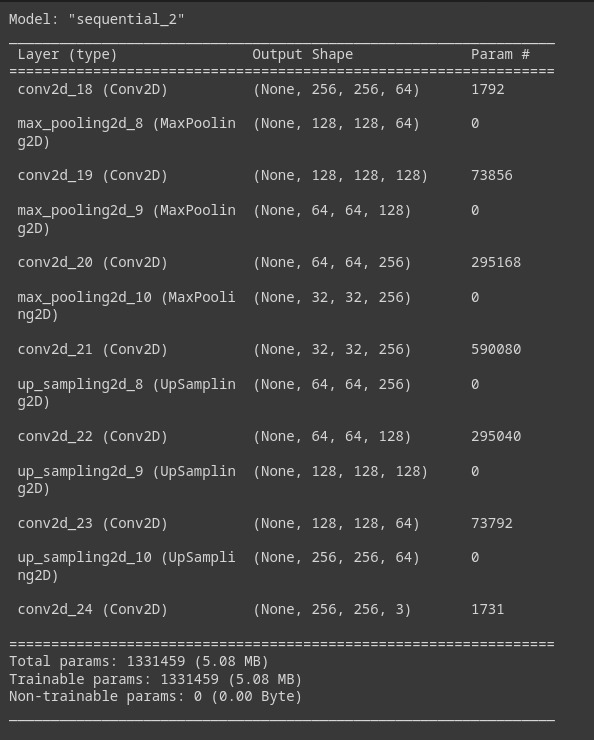 Model: "sequential_2"
Layer (type) Output Shape Param #
conv2d_18 (Conv2D) (None, 256, 256, 64) 1792
max_pooling2d_8 (MaxPoolin (None, 128, 128, 64) 0
g2D)
conv2d_19 (Conv2D) (None, 128, 128, 128) 73856
max_pooling2d_9 (MaxPoolin (None, 64, 64, 128) 0
g2D)
conv2d_20 (Conv2D) (None, 64, 64, 256) 295168
max_pooling2d_10 (MaxPooli (None, 32, 32, 256) 0
ng2D)
conv2d_21 (Conv2D) (None, 32, 32, 256) 590080
up_sampling2d_8 (UpSamplin (None, 64, 64, 256) 0
g2D)
conv2d_22 (Conv2D) (None, 64, 64, 128) 295040
up_sampling2d_9 (UpSamplin (None, 128, 128, 128) 0
g2D)
conv2d_23 (Conv2D) (None, 128, 128, 64) 73792
up_sampling2d_10 (UpSampli (None, 256, 256, 64) 0
ng2D)
conv2d_24 (Conv2D) (None, 256, 256, 3) 1731
Total params: 1331459 (5.08 MB)
Trainable params: 1331459 (5.08 MB)
Non-trainable params: 0 (0.00 Byte)